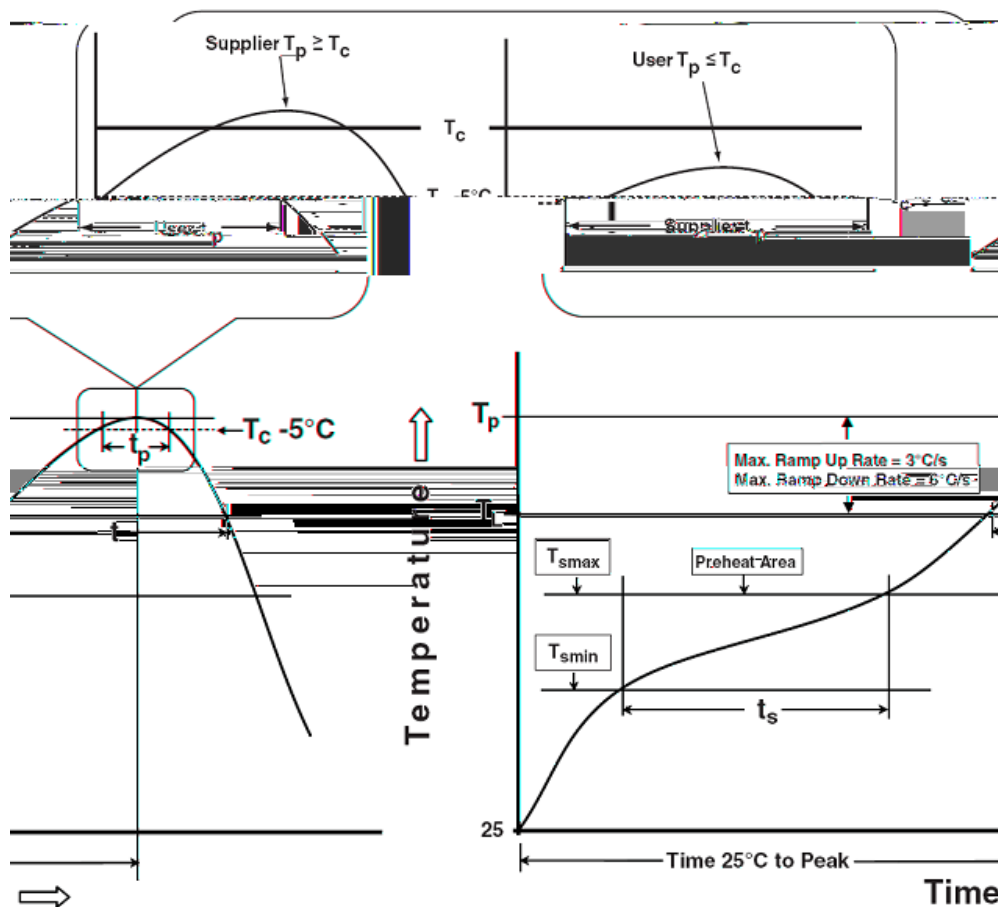 Supplier Tp ≥ Tc
User Tp ≤ Tc
Tc
Tc -5°C
tp
Temperature
Tp
Max. Ramp Up Rate = 3°C/s
Max. Ramp Down Rate = 6°C/s
TL
Tsmax
Preheat Area
Tsmin
ts
25
Time 25°C to Peak
Time